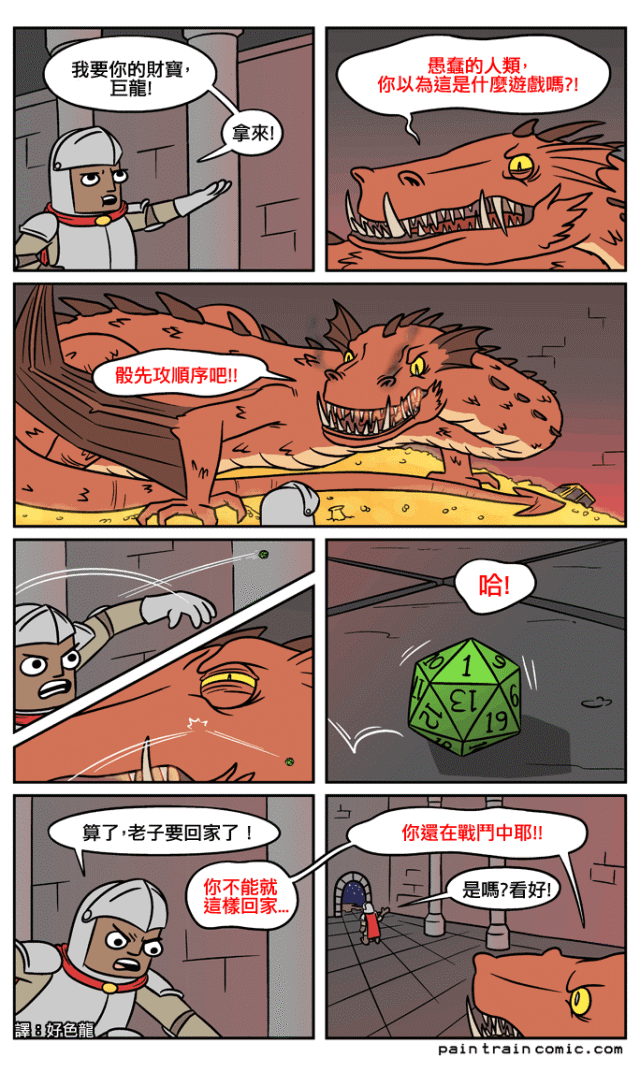 我要你的財寶,
巨龍!
拿來!
愚蠢的人類,
你以為這是什麼遊戲嗎?!
骰先攻順序吧!!
哈!
1
9
13
6
12
19
算了,老子要回家了!
你不能就
這樣回家...
你還在戰鬥中耶!!
是嗎?看好!
譯：好色龍
paintraincomic.com